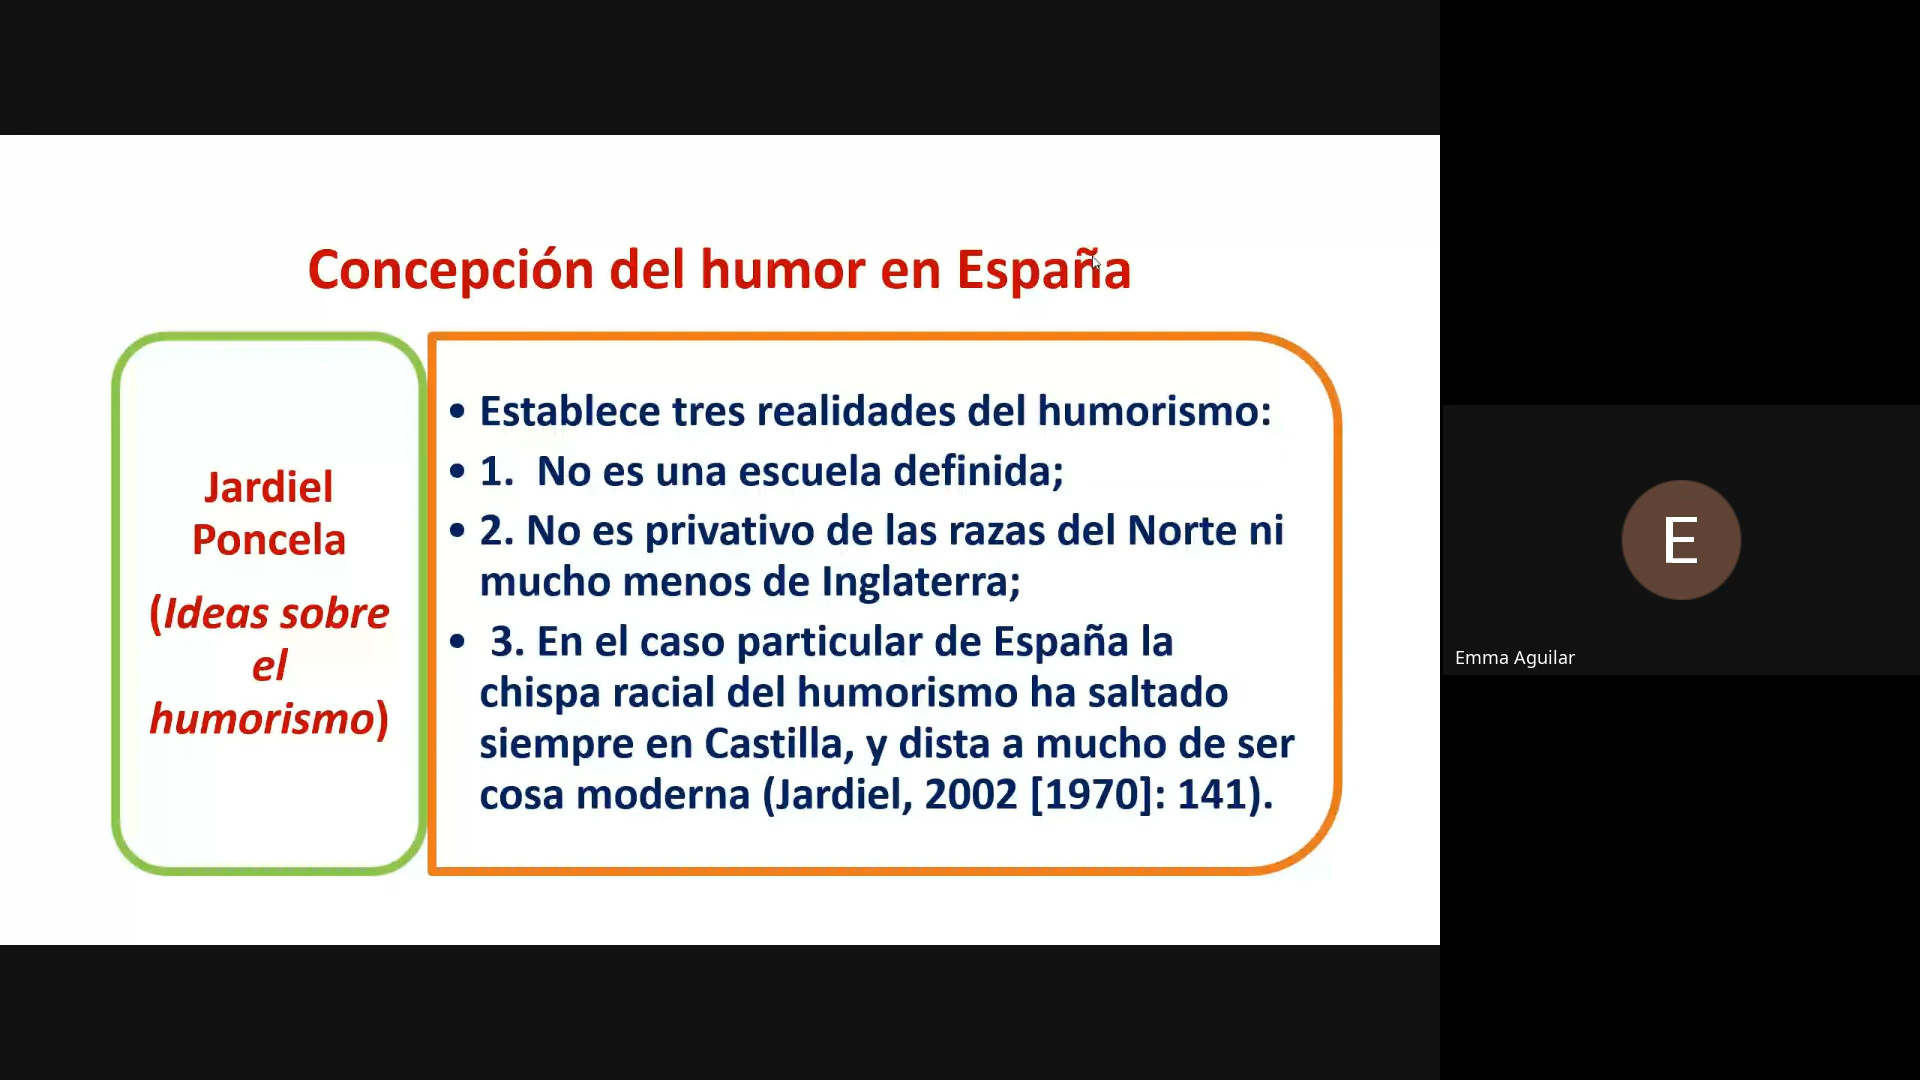 Concepción del humor en España
Jardiel
Poncela
(Ideas sobre
el
humorismo)
• Establece tres realidades del humorismo:
• 1.  No es una escuela definida;
• 2. No es privativo de las razas del Norte ni
mucho menos de Inglaterra;
•  3. En el caso particular de España la
chispa racial del humorismo ha saltado
siempre en Castilla, y dista a mucho de ser
cosa moderna (Jardiel, 2002 [1970]: 141).
E
Emma Aguilar